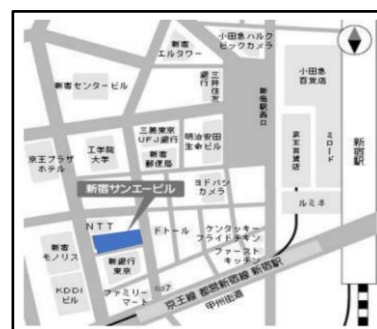 新宿
エルタワー
小田急ハルク
ビックカメラ
小田急
百貨店
新宿センタービル
三井住友
銀行
新宿駅西口
三菱東京
UFJ銀行
明治安田
生命ビル
工学院
大学
新宿
郵便局
京王プラザ
ホテル
京王百貨店
ミロード
新宿駅
ヨドバシ
カメラ
新宿サンエービル
ルミネ
NTT
ドトール
ケンタッキー
フライドチキン
新宿
モノリス
新銀行
東京
ファースト
キッチン
KDDI
ビル
ファミリー
マート
京王線 都営新宿線 新宿駅
甲州街道